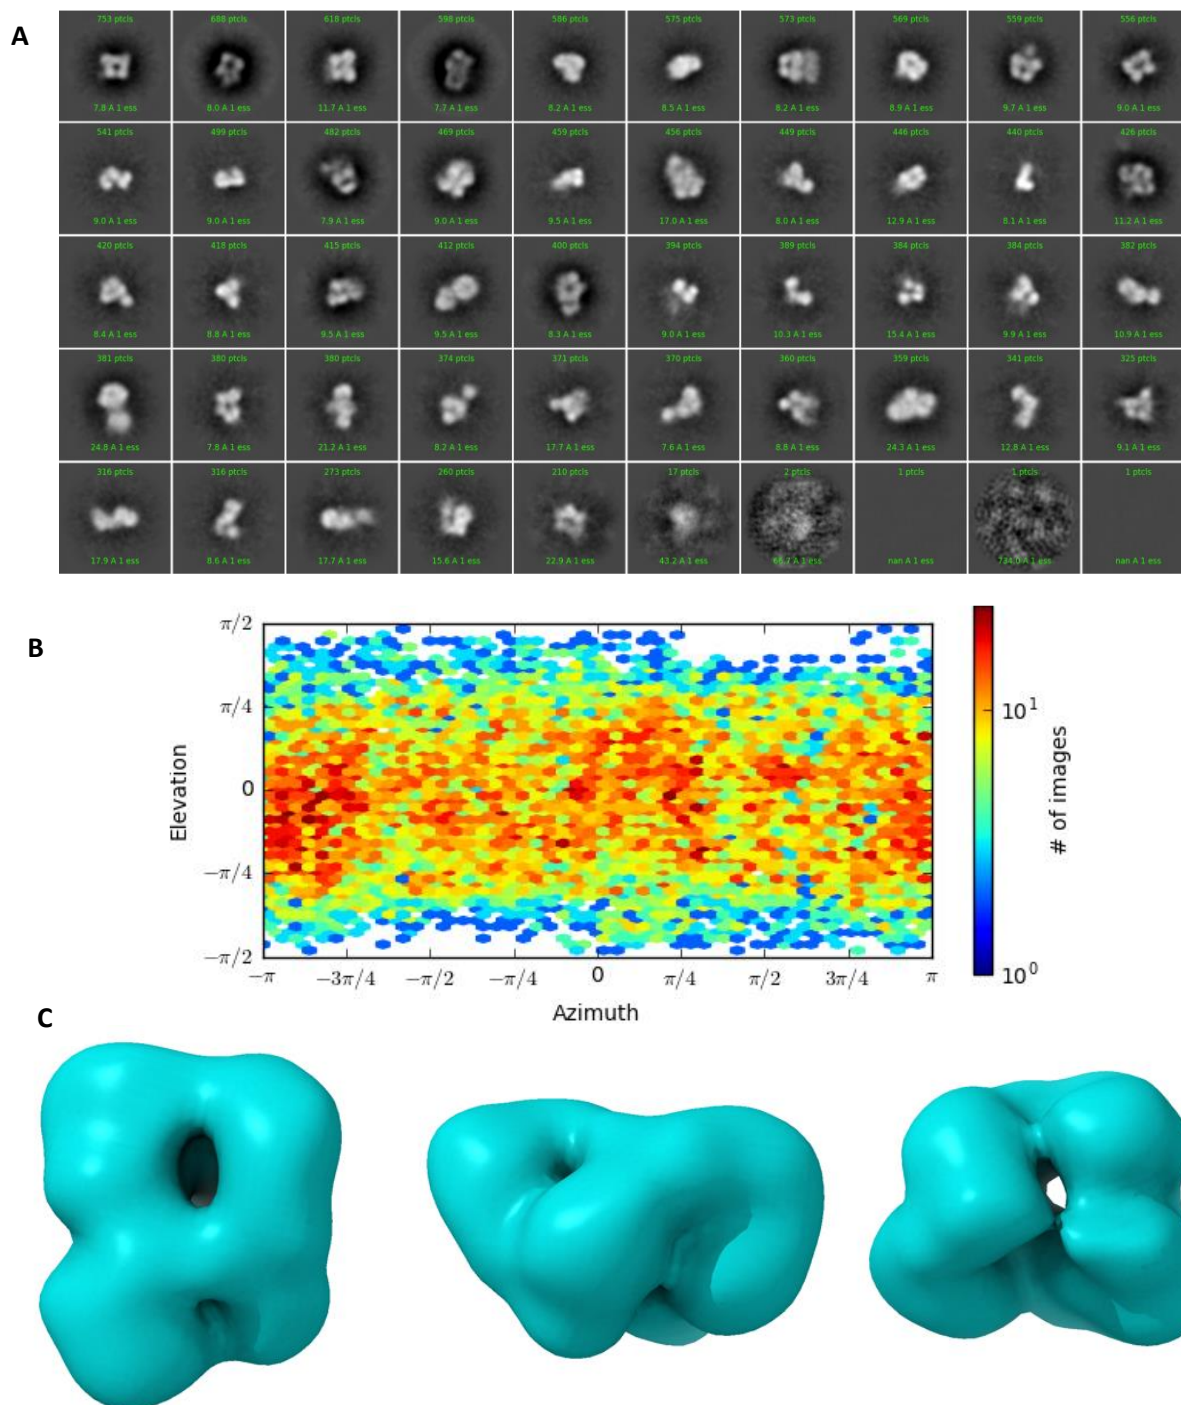 A
753 ptcls 688 ptcls 618 ptcls 598 ptcls 586 ptcls 575 ptcls 573 ptcls 569 ptcls 559 ptcls 556 ptcls
7.8 A 1 ess 8.0 A 1 ess 11.7 A 1 ess 7.7 A 1 ess 8.2 A 1 ess 8.5 A 1 ess 8.2 A 1 ess 8.9 A 1 ess 9.7 A 1 ess 9.0 A 1 ess
541 ptcls 499 ptcls 482 ptcls 469 ptcls 459 ptcls 456 ptcls 449 ptcls 446 ptcls 440 ptcls 426 ptcls
9.0 A 1 ess 9.0 A 1 ess 7.9 A 1 ess 9.0 A 1 ess 9.5 A 1 ess 17.0 A 1 ess 8.0 A 1 ess 12.9 A 1 ess 8.1 A 1 ess 11.2 A 1 ess
420 ptcls 418 ptcls 415 ptcls 412 ptcls 400 ptcls 394 ptcls 389 ptcls 384 ptcls 384 ptcls 382 ptcls
8.4 A 1 ess 8.8 A 1 ess 9.5 A 1 ess 9.5 A 1 ess 8.3 A 1 ess 9.0 A 1 ess 10.3 A 1 ess 15.4 A 1 ess 9.9 A 1 ess 10.9 A 1 ess
381 ptcls 380 ptcls 380 ptcls 374 ptcls 371 ptcls 370 ptcls 360 ptcls 359 ptcls 341 ptcls 325 ptcls
24.8 A 1 ess 7.8 A 1 ess 21.2 A 1 ess 8.2 A 1 ess 17.7 A 1 ess 7.6 A 1 ess 8.8 A 1 ess 24.3 A 1 ess 12.8 A 1 ess 9.1 A 1 ess
316 ptcls 316 ptcls 273 ptcls 260 ptcls 210 ptcls 17 ptcls 2 ptcls 1 ptcls 1 ptcls 1 ptcls
17.9 A 1 ess 8.6 A 1 ess 17.7 A 1 ess 15.6 A 1 ess 22.9 A 1 ess 43.2 A 1 ess A 1 ess nan A 1 ess 734.0 A 1 ess nan A 1 ess
B
π/2
π/4
0
−π/4
−π/2
Elevation
−π −3π/4 −π/2 −π/4 0 π/4 π/2 3π/4 π
Azimuth
10¹
10⁰
# of images
C